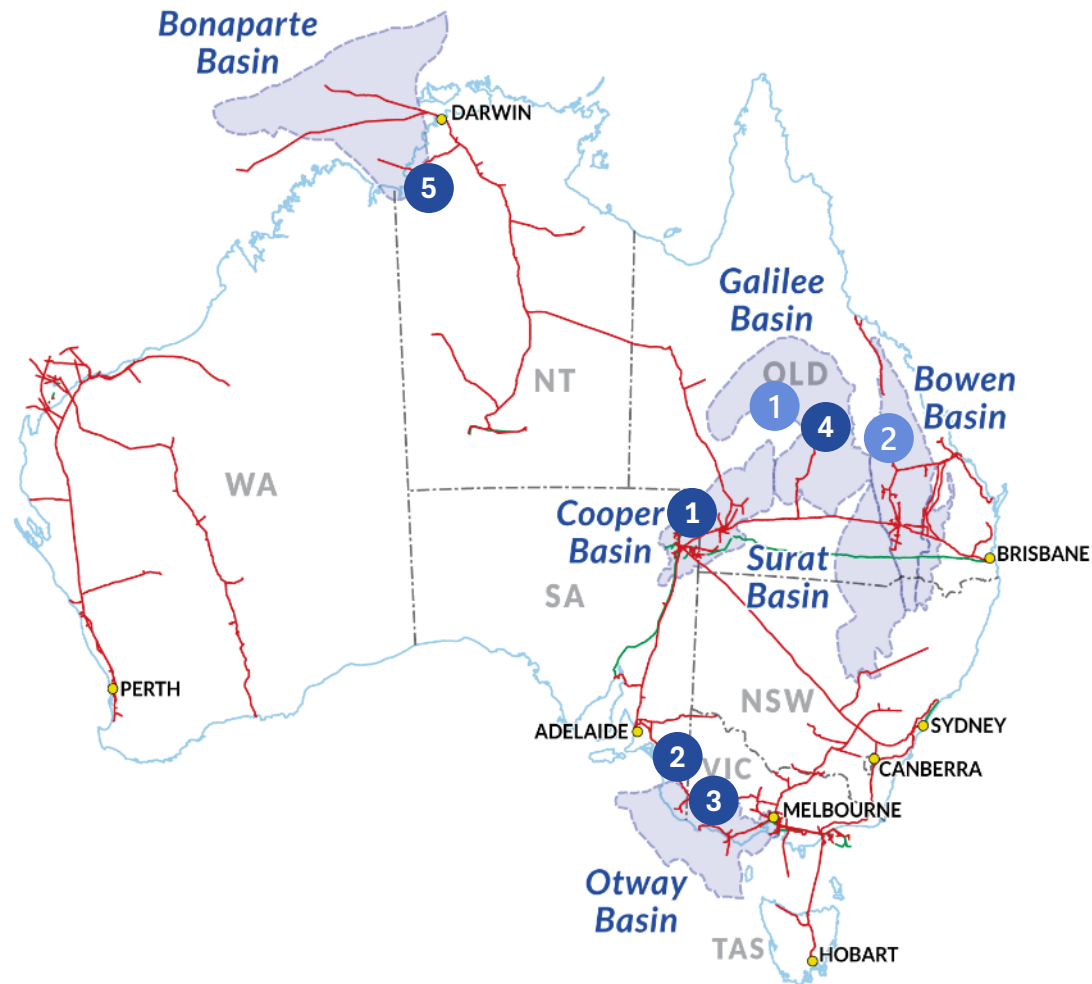 Bonaparte
Basin
DARWIN
5
Galilee
Basin
NT
QLD
Bowen
Basin
1
4
2
WA
Cooper
Basin
1
Surat
Basin
BRISBANE
SA
PERTH
NSW
ADELAIDE
SYDNEY
2
VIC
CANBERRA
3
MELBOURNE
Otway
Basin
TAS
HOBART